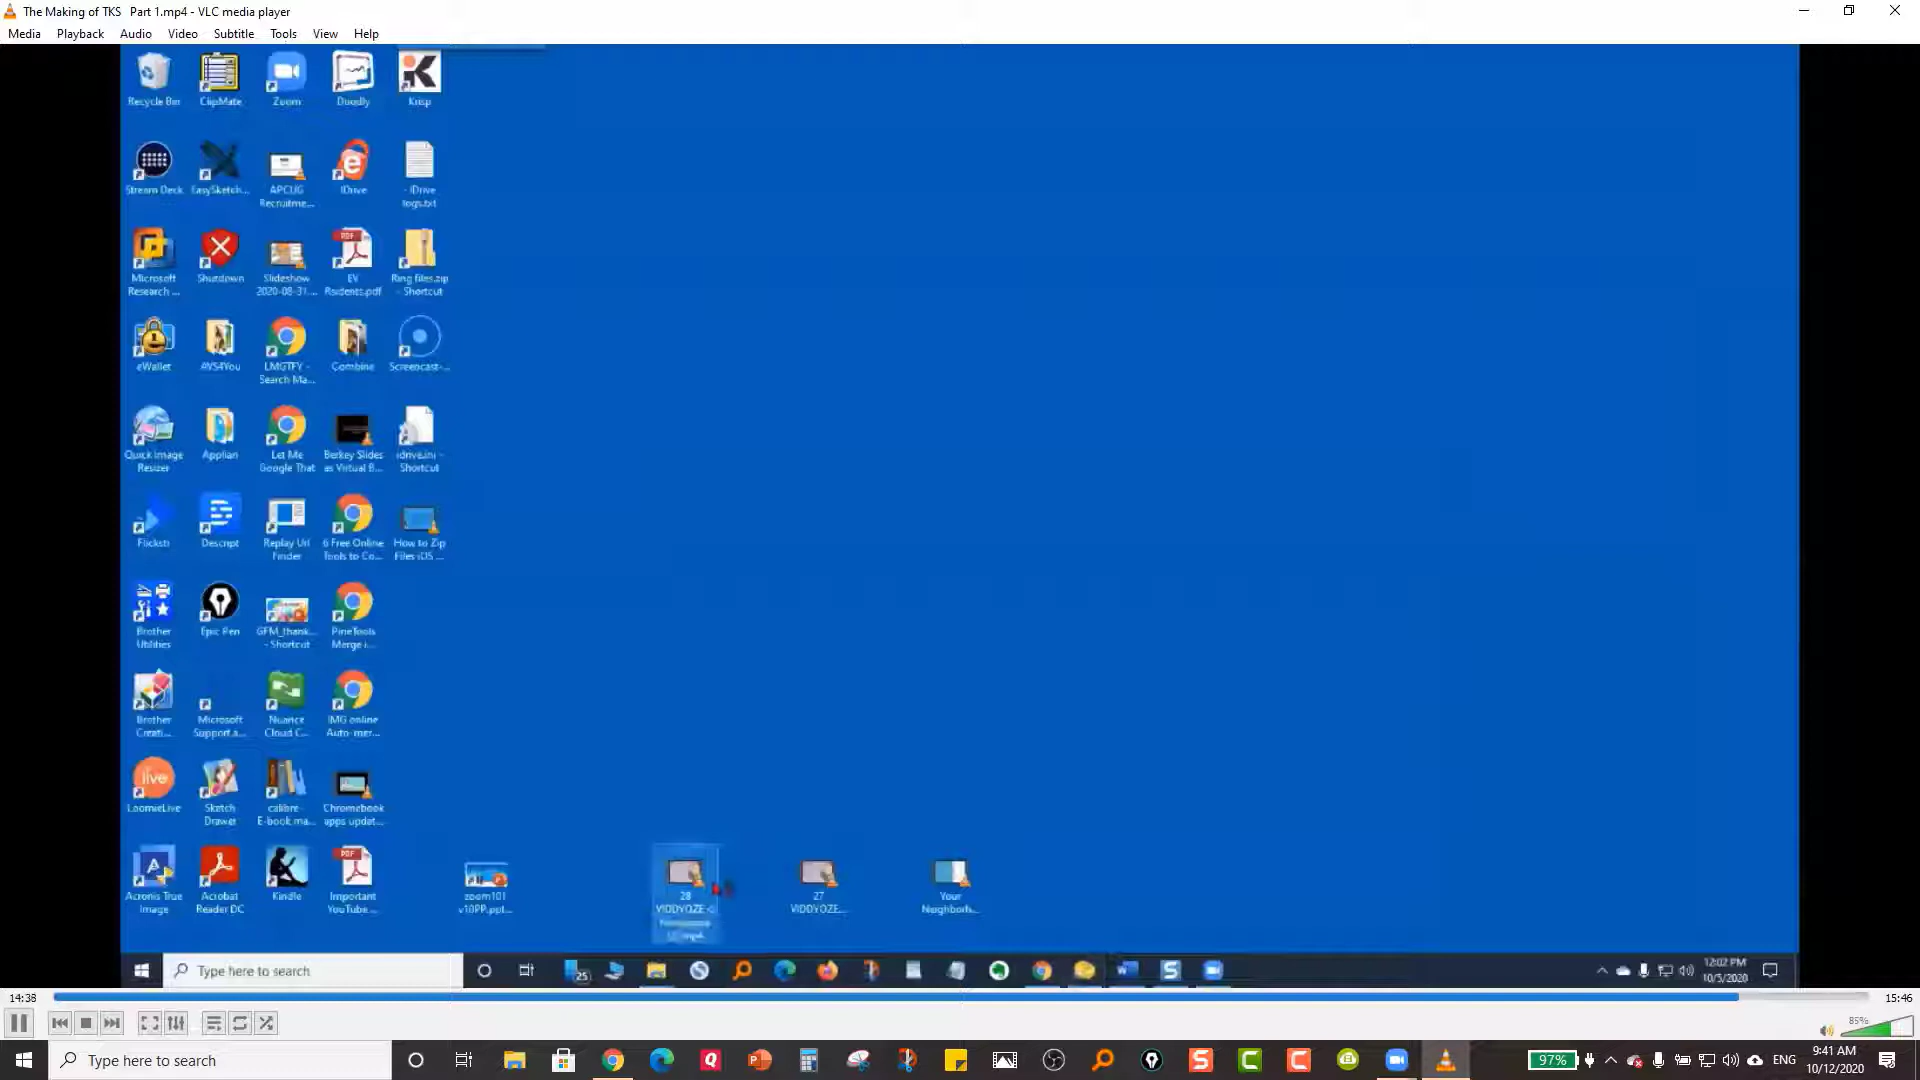 The Making of TKS Part 1.mp4 - VLC media player
Media Playback Audio Video Subtitle Tools View Help
Recycle Bin
ClipMate
Zoom
Doodly
Krisp
Stream Deck
EasySketch...
APCUG
Recruitme...
IDrive
- IDrive
logs.txt
Microsoft
Research ...
Shutdown
Slideshow
2020-08-31...
EV
Rsidents.pdf
Ring files.zip
- Shortcut
eWallet
AVS4You
LMGTFY -
Search Ma...
Combine
Screencast-...
Quick Image
Resizer
Applian
Let Me
Google That
Berkey Slides
as Virtual B...
idrive.ini -
Shortcut
Flicksti
Descript
Replay Url
Finder
6 Free Online
Tools to Co...
How to Zip
Files iOS ...
Brother
Utilities
Epic Pen
GFM_thank...
- Shortcut
PineTools
Merge i...
Brother
Creati...
Microsoft
Support a...
Nuance
Cloud C...
IMG online
Auto-mer...
live
LoomieLive
Sketch
Drawer
calibre -
E-book ma...
Chromebook
apps updat...
Acronis True
Image
Acrobat
Reader DC
Kindle
PDF
Important
YouTube...
zoom101
v10PP.ppt...
28
VIDDYOZE -
27
VIDDYOZE...
Your
Neighborh...
Type here to search
25
12:02 PM
10/5/2020
14:38
15:46
85%
Type here to search
97%
ENG
9:41 AM
10/12/2020